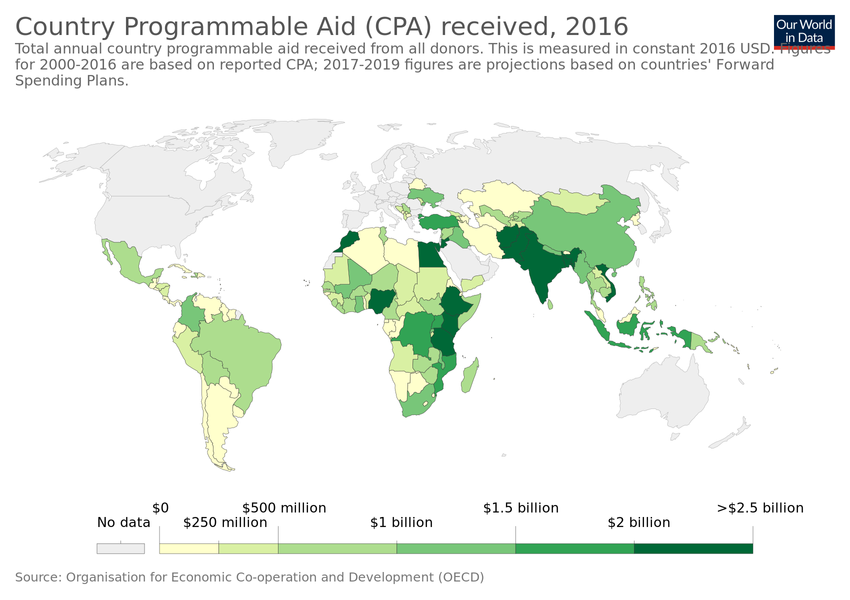 Country Programmable Aid (CPA) received, 2016
Our World
in Data
Total annual country programmable aid received from all donors. This is measured in constant 2016 USD. Figures
for 2000-2016 are based on reported CPA; 2017-2019 figures are projections based on countries' Forward
Spending Plans.
$0
$500 million
$1.5 billion
>$2.5 billion
No data
$250 million
$1 billion
$2 billion
Source: Organisation for Economic Co-operation and Development (OECD)